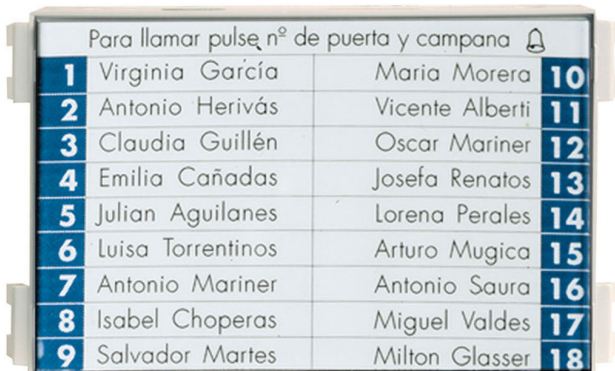 Para llamar pulse nº de puerta y campana
1 Virginia García Maria Morera 10
2 Antonio Herivás Vicente Alberti 11
3 Claudia Guillén Oscar Mariner 12
4 Emilia Cañadas Josefa Renatos 13
5 Julian Aguilanes Lorena Perales 14
6 Luisa Torrentinos Arturo Mugica 15
7 Antonio Mariner Antonio Saura 16
8 Isabel Choperas Miguel Valdes 17
9 Salvador Martes Milton Glasser 18